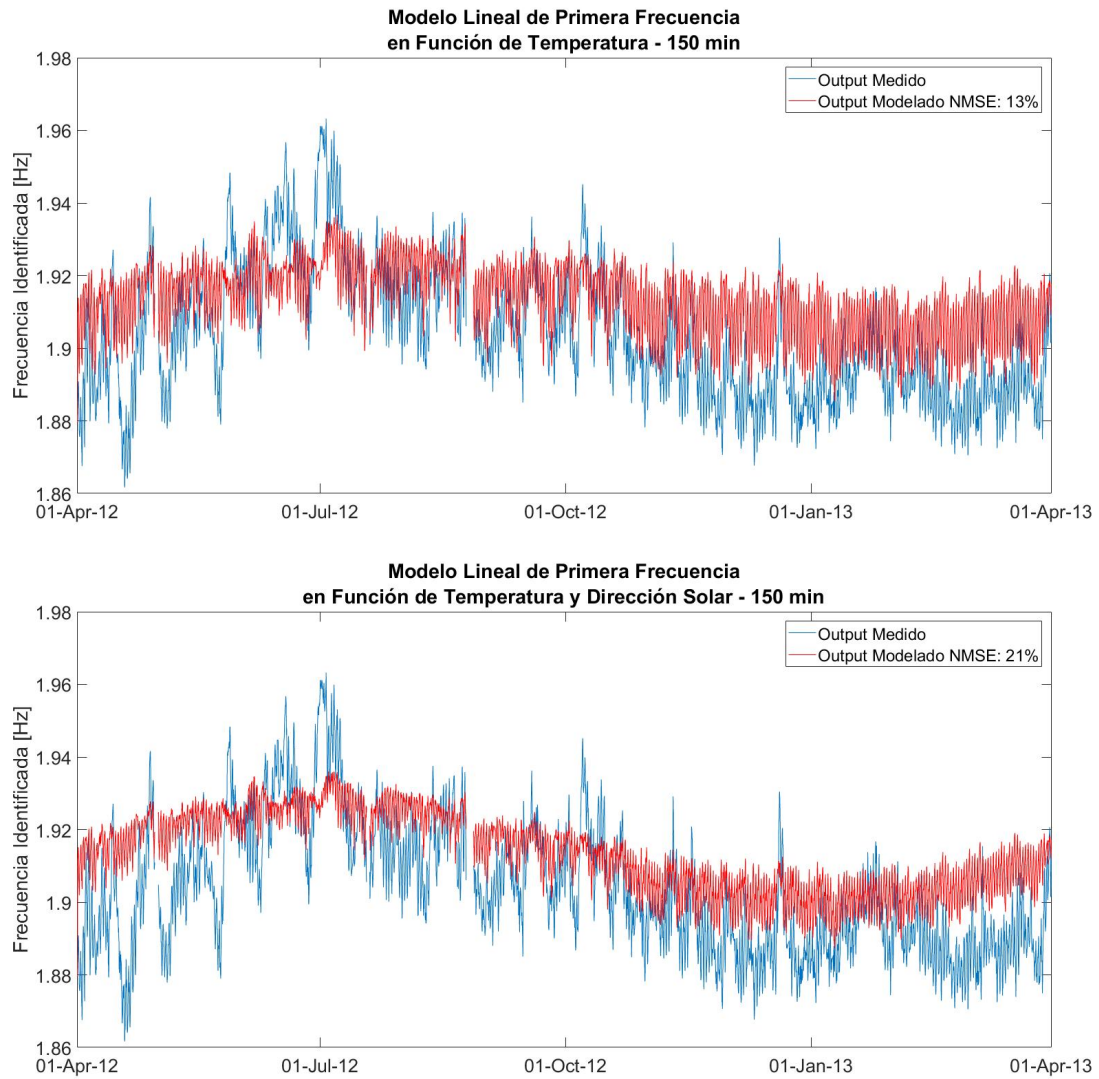 Modelo Lineal de Primera Frecuencia
en Función de Temperatura - 150 min
1.98
1.96
1.94
1.92
1.9
1.88
1.86
Frecuencia Identificada [Hz]
Output Medido
Output Modelado NMSE: 13%
01-Apr-12
01-Jul-12
01-Oct-12
01-Jan-13
01-Apr-13
Modelo Lineal de Primera Frecuencia
en Función de Temperatura y Dirección Solar - 150 min
1.98
1.96
1.94
1.92
1.9
1.88
1.86
Frecuencia Identificada [Hz]
Output Medido
Output Modelado NMSE: 21%
01-Apr-12
01-Jul-12
01-Oct-12
01-Jan-13
01-Apr-13